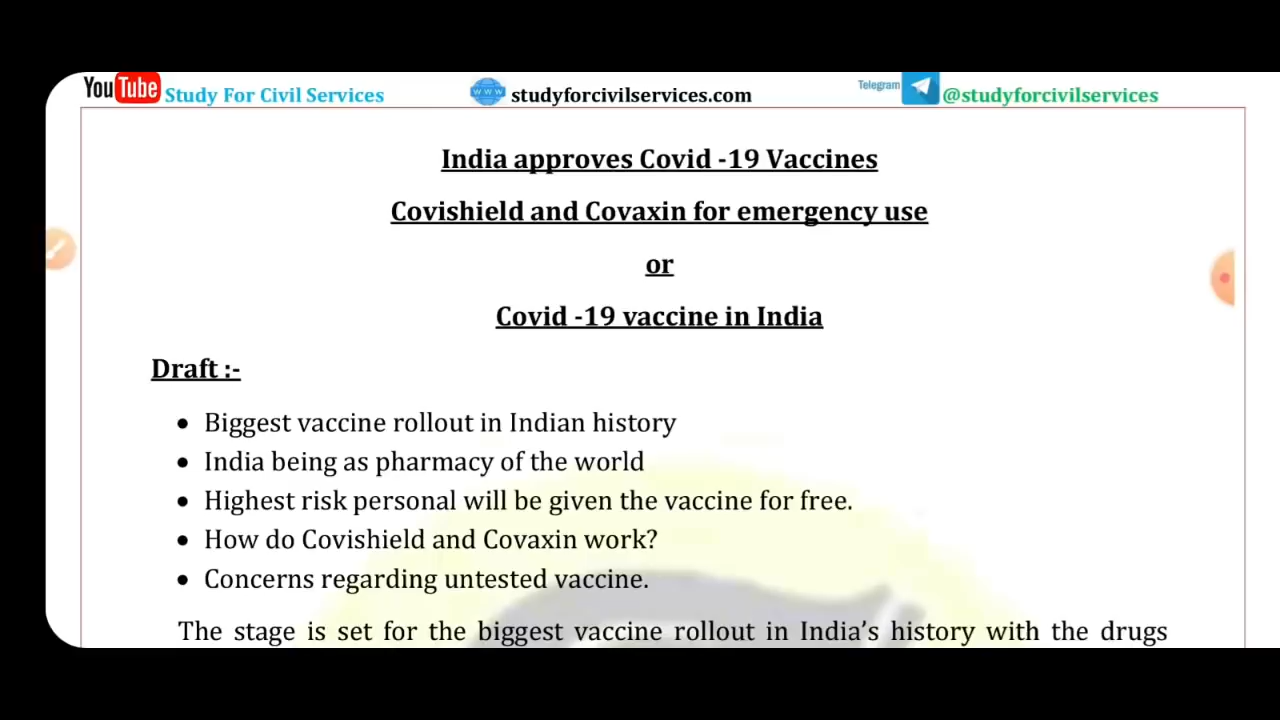 YouTube Study For Civil Services www studyforcivilservices.com Telegram @studyforcivilservices
India approves Covid -19 Vaccines
Covishield and Covaxin for emergency use
or
Covid -19 vaccine in India
Draft :-
• Biggest vaccine rollout in Indian history
• India being as pharmacy of the world
• Highest risk personal will be given the vaccine for free.
• How do Covishield and Covaxin work?
• Concerns regarding untested vaccine.
The stage is set for the biggest vaccine rollout in India’s history with the drugs